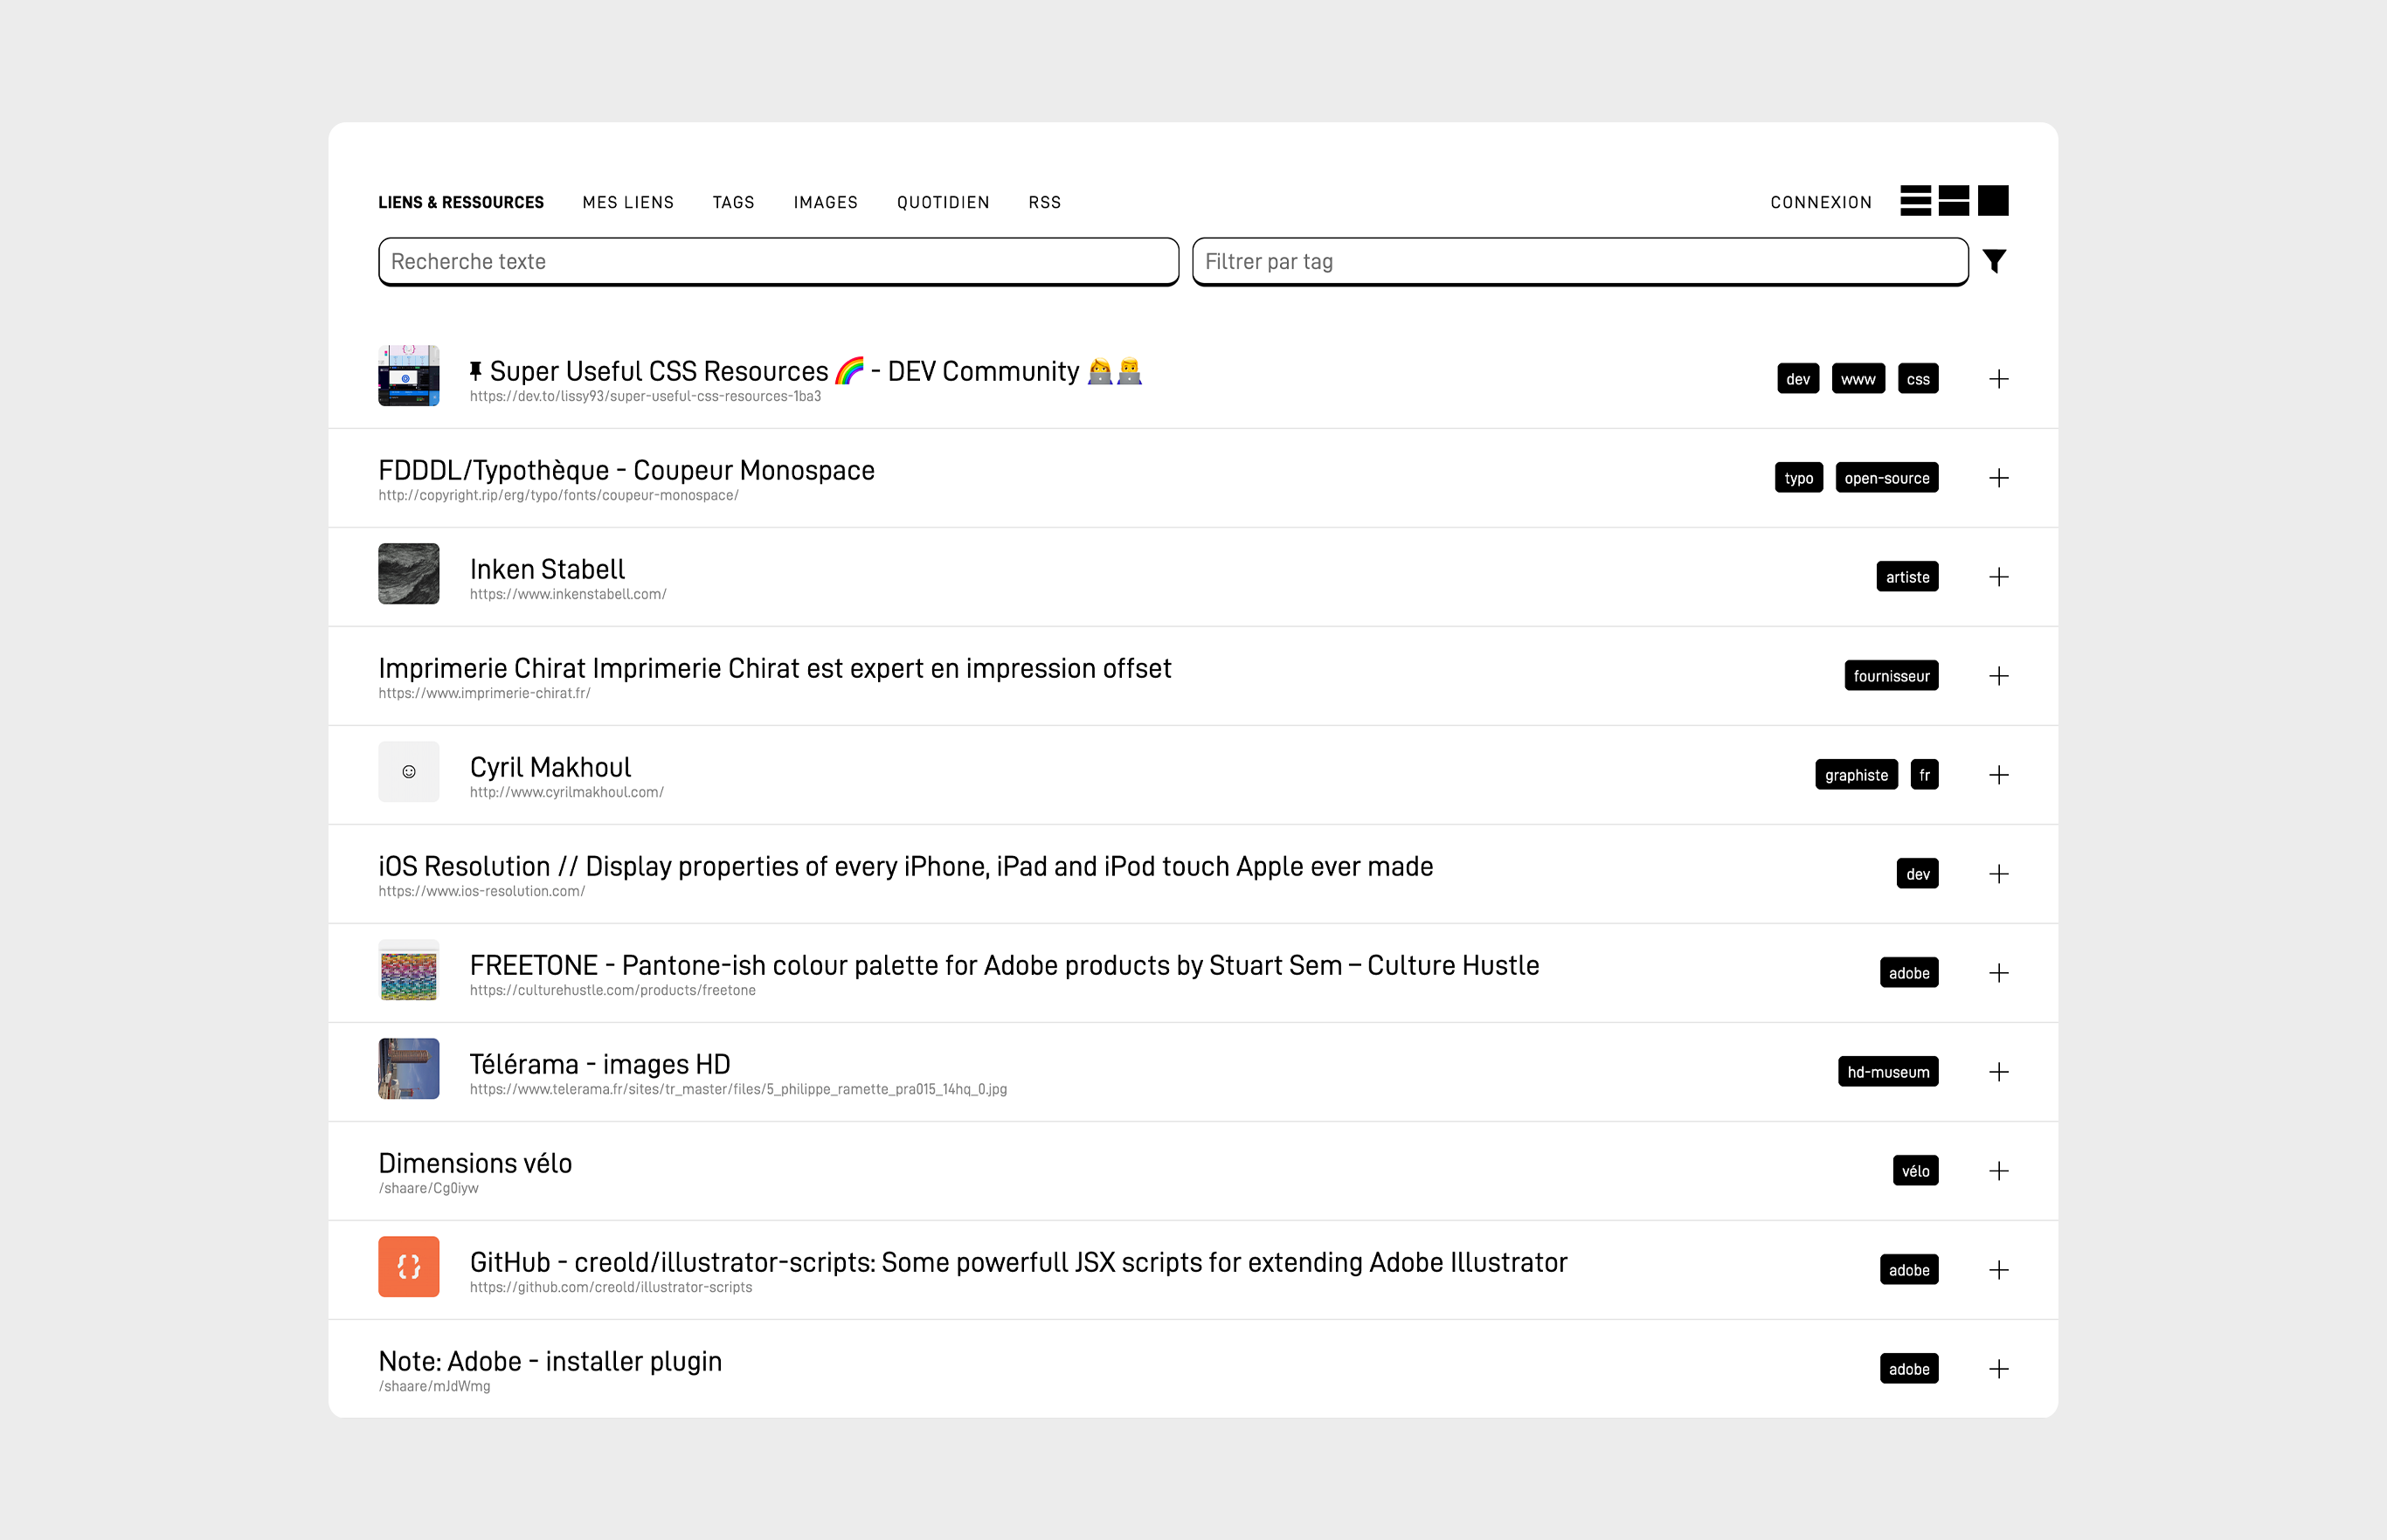 LIENS & RESSOURCES MES LIENS TAGS IMAGES QUOTIDIEN RSS CONNEXION
Recherche texte Filtrer par tag
Super Useful CSS Resources 🌈 - DEV Community 👩‍💻👨‍💻 dev www css
https://dev.to/lissy93/super-useful-css-resources-1ba3
FDDDL/Typothèque - Coupeur Monospace typo open-source
http://copyright.rip/erg/typo/fonts/coupeur-monospace/
Inken Stabell artiste
https://www.inkenstabell.com/
Imprimerie Chirat Imprimerie Chirat est expert en impression offset fournisseur
https://www.imprimerie-chirat.fr/
Cyril Makhoul graphiste fr
http://www.cyrilmakhoul.com/
iOS Resolution // Display properties of every iPhone, iPad and iPod touch Apple ever made dev
https://www.ios-resolution.com/
FREETONE - Pantone-ish colour palette for Adobe products by Stuart Sem – Culture Hustle adobe
https://culturehustle.com/products/freetone
Télérama - images HD hd-museum
https://www.telerama.fr/sites/tr_master/files/5_philippe_ramette_pra015_14hq_0.jpg
Dimensions vélo vélo
/shaare/Cg0iyw
GitHub - creold/illustrator-scripts: Some powerfull JSX scripts for extending Adobe Illustrator adobe
https://github.com/creold/illustrator-scripts
Note: Adobe - installer plugin adobe
/shaare/mJdWmg